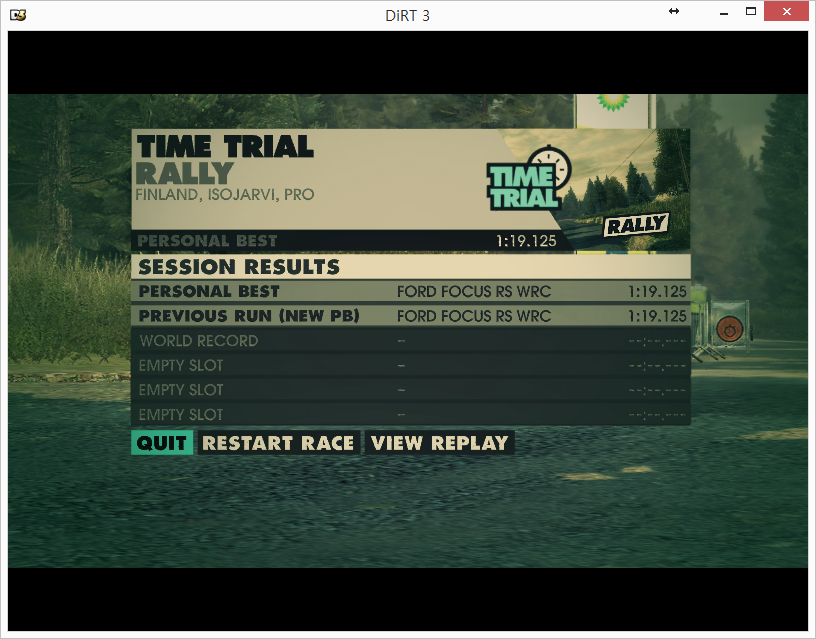 DiRT 3
TIME TRIAL
RALLY
FINLAND, ISOJARVI, PRO
TIME
TRIAL
RALLY
PERSONAL BEST 1:19.125
SESSION RESULTS
PERSONAL BEST FORD FOCUS RS WRC 1:19.125
PREVIOUS RUN (NEW PB) FORD FOCUS RS WRC 1:19.125
WORLD RECORD – --:--.---
EMPTY SLOT – --:--.---
EMPTY SLOT – --:--.---
EMPTY SLOT – --:--.---
QUIT RESTART RACE VIEW REPLAY